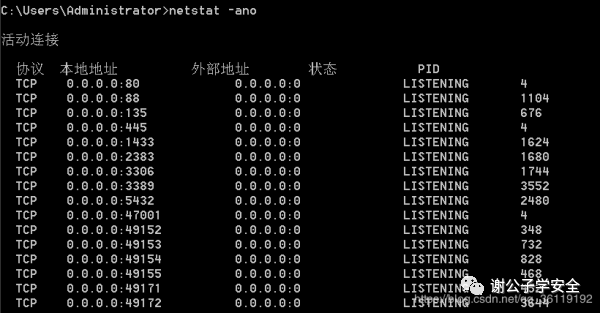 C:\Users\Administrator>netstat -ano
活动连接
协议 本地地址 外部地址 状态 PID
TCP 0.0.0.0:80 0.0.0.0:0 LISTENING 4
TCP 0.0.0.0:88 0.0.0.0:0 LISTENING 1104
TCP 0.0.0.0:135 0.0.0.0:0 LISTENING 676
TCP 0.0.0.0:445 0.0.0.0:0 LISTENING 4
TCP 0.0.0.0:1433 0.0.0.0:0 LISTENING 1624
TCP 0.0.0.0:2383 0.0.0.0:0 LISTENING 1680
TCP 0.0.0.0:3306 0.0.0.0:0 LISTENING 1744
TCP 0.0.0.0:3389 0.0.0.0:0 LISTENING 3552
TCP 0.0.0.0:5432 0.0.0.0:0 LISTENING 2480
TCP 0.0.0.0:47001 0.0.0.0:0 LISTENING 4
TCP 0.0.0.0:49152 0.0.0.0:0 LISTENING 348
TCP 0.0.0.0:49153 0.0.0.0:0 LISTENING 732
TCP 0.0.0.0:49154 0.0.0.0:0 LISTENING 828
TCP 0.0.0.0:49155 0.0.0.0:0 LISTENING 468
TCP 0.0.0.0:49171 0.0.0.0:0 LISTENING
TCP 0.0.0.0:49172 0.0.0.0:0 LISTENING 3644
谢公子学安全